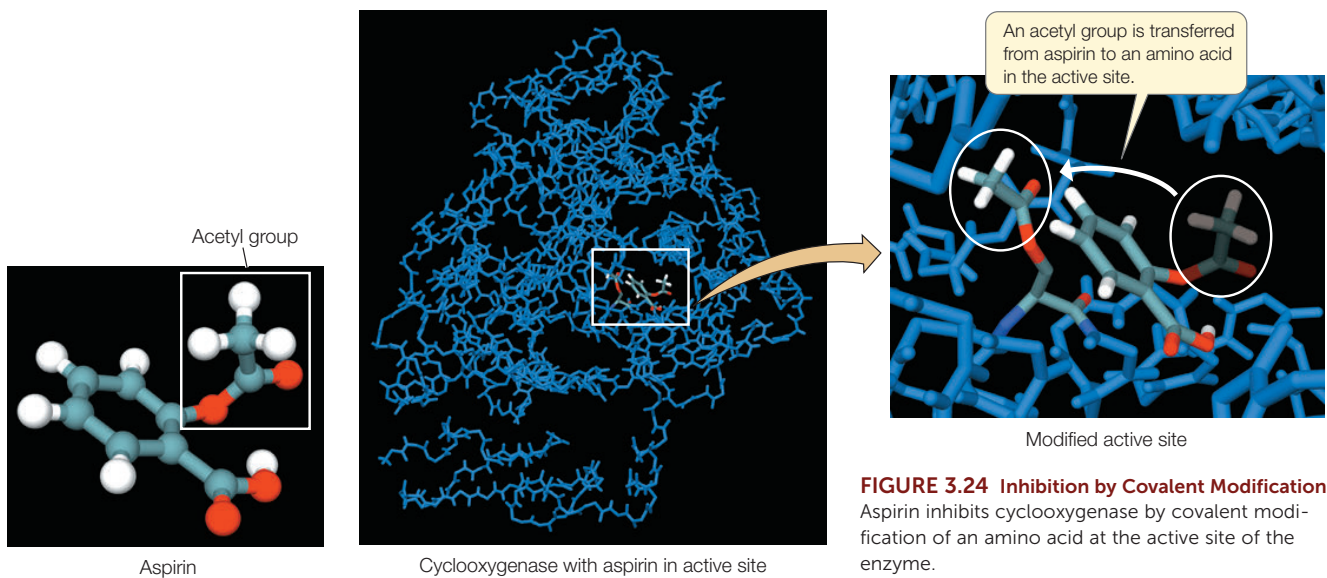 Acetyl group
Aspirin
Cyclooxygenase with aspirin in active site
An acetyl group is transferred
from aspirin to an amino acid
in the active site.
Modified active site
FIGURE 3.24 Inhibition by Covalent Modification
Aspirin inhibits cyclooxygenase by covalent modi-
fication of an amino acid at the active site of the
enzyme.